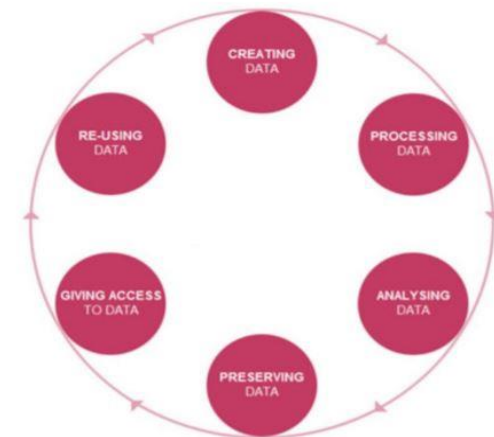 CREATING
DATA
PROCESSING
DATA
ANALYSING
DATA
PRESERVING
DATA
GIVING ACCESS
TO DATA
RE-USING
DATA